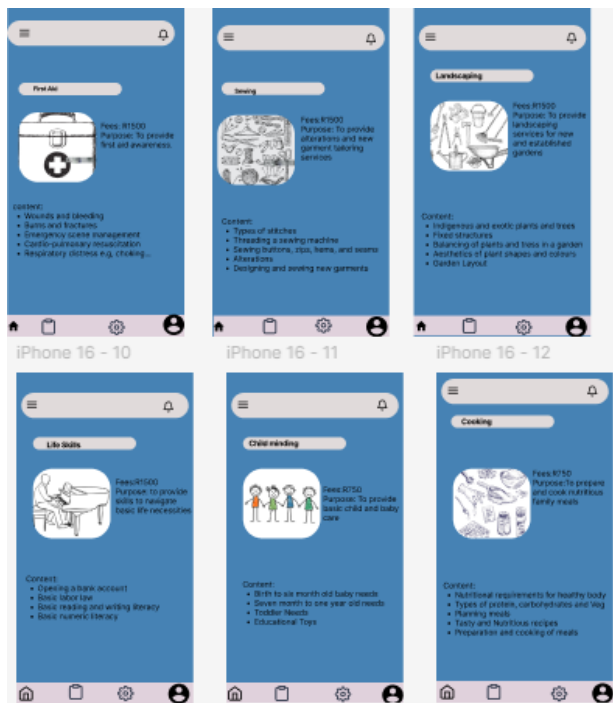 First Aid
Fees: R1500
Purpose: To provide
first aid awareness.
content:
Wounds and bleeding
Burns and fractures
Emergency scene management
Cardio-pulmonary resuscitation
Respiratory distress e.g, choking...
Sewing
Fees:R1500
Purpose: To provide
alterations and new
garment tailoring
services
Content:
Types of stitches
Threading a sewing machine
Sewing buttons, zips, hems, and seams
Alterations
Designing and sewing new garments
Landscaping
Fees:R1500
Purpose: To provide
landscaping
services for new
and established
gardens
Content:
Indigenous and exotic plants and trees
Fixed structures
Balancing of plants and tress in a garden
Aesthetics of plant shapes and colours
Garden Layout
iPhone 16 - 10
iPhone 16 - 11
iPhone 16 - 12
Life Skills
Fees:R1500
Purpose: to provide
skills to navigate
basic life necessities
Content:
Opening a bank account
Basic labor law
Basic reading and writing literacy
Basic numeric literacy
Child minding
Fees:R750
Purpose: To provide
basic child and baby
care
Content:
Birth to six month old baby needs
Seven month to one year old needs
Toddler Needs
Educational Toys
Cooking
Fees:R750
Purpose:To prepare
and cook nutritious
family meals
Content:
Nutritional requirements for healthy body
Types of protein, carbohydrates and Veg
Planning meals
Tasty and Nutritious recipes
Preparation and cooking of meals